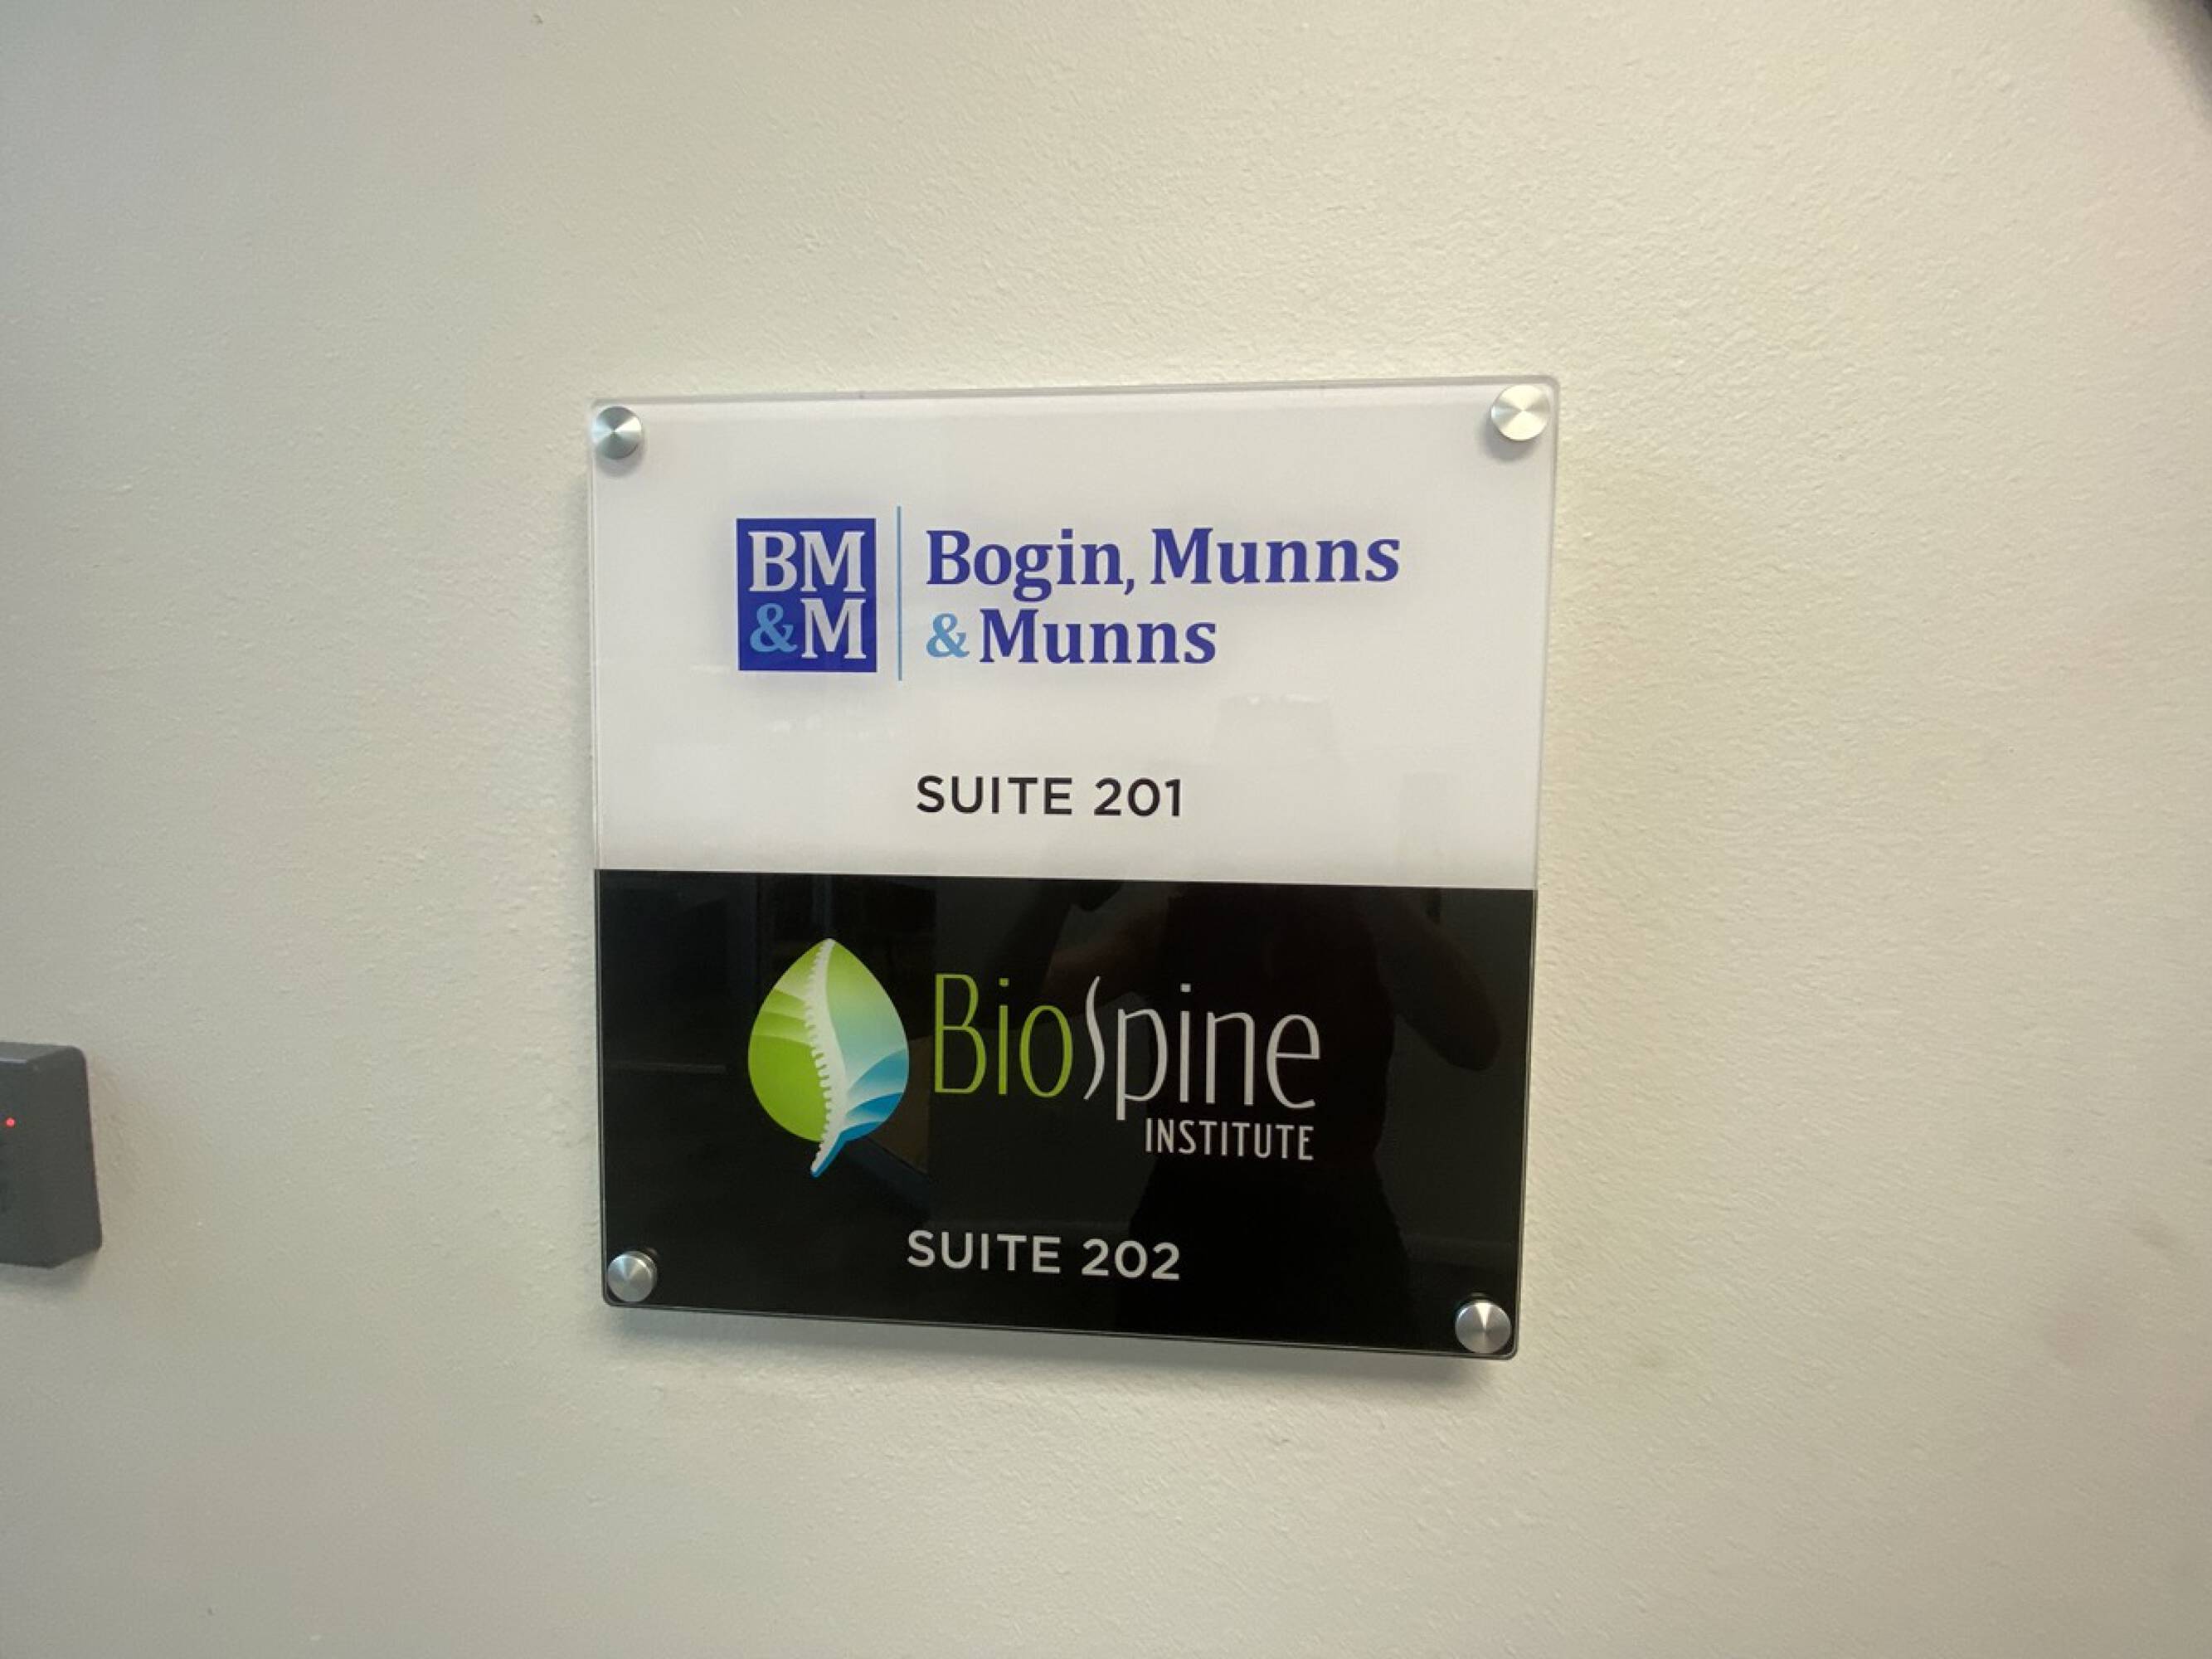 BM
&M
Bogin, Munns
& Munns
SUITE 201
BioSpine
INSTITUTE
SUITE 202